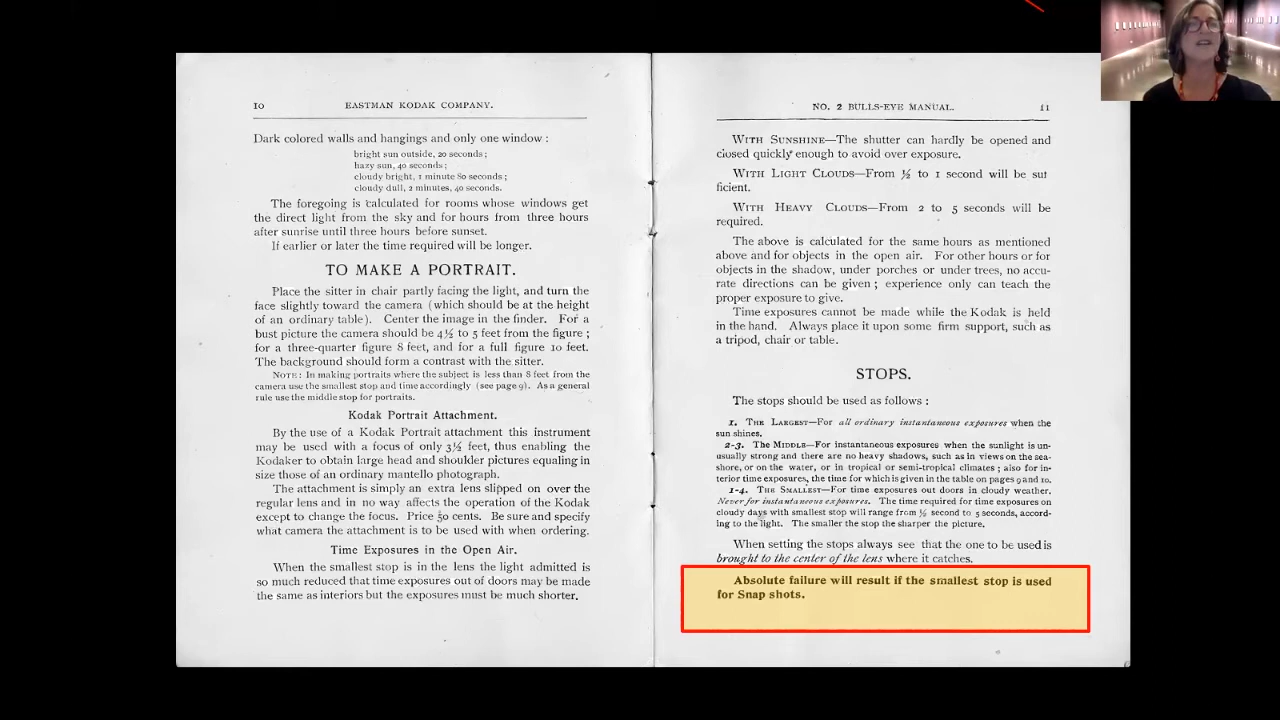 10 EASTMAN KODAK COMPANY.
Dark colored walls and hangings and only one window :
bright sun outside, 20 seconds ;
hazy sun, 40 seconds ;
cloudy bright, 1 minute 80 seconds ;
cloudy dull, 2 minutes, 40 seconds.
The foregoing is calculated for rooms whose windows get
the direct light from the sky and for hours from three hours
after sunrise until three hours before sunset.
If earlier or later the time required will be longer.
TO MAKE A PORTRAIT.
Place the sitter in chair partly facing the light, and turn the
face slightly toward the camera (which should be at the height
of an ordinary table). Center the image in the finder. For a
bust picture the camera should be 4½ to 5 feet from the figure ;
for a three-quarter figure 8 feet, and for a full figure 10 feet.
The background should form a contrast with the sitter.
NOTE : In making portraits where the subject is less than 8 feet from the
camera use the smallest stop and time accordingly (see page 9). As a general
rule use the middle stop for portraits.
Kodak Portrait Attachment.
By the use of a Kodak Portrait attachment this instrument
may be used with a focus of only 3½ feet, thus enabling the
Kodaker to obtain large head and shoulder pictures equaling in
size those of an ordinary mantello photograph.
The attachment is simply an extra lens slipped on over the
regular lens and in no way affects the operation of the Kodak
except to change the focus. Price 50 cents. Be sure and specify
what camera the attachment is to be used with when ordering.
Time Exposures in the Open Air.
When the smallest stop is in the lens the light admitted is
so much reduced that time exposures out of doors may be made
the same as interiors but the exposures must be much shorter.
NO. 2 BULLS-EYE MANUAL. 11
WITH SUNSHINE—The shutter can hardly be opened and
closed quickly enough to avoid over exposure.
WITH LIGHT CLOUDS—From ½ to 1 second will be suf
ficient.
WITH HEAVY CLOUDS—From 2 to 5 seconds will be
required.
The above is calculated for the same hours as mentioned
above and for objects in the open air. For other hours or for
objects in the shadow, under porches or under trees, no accu-
rate directions can be given ; experience only can teach the
proper exposure to give.
Time exposures cannot be made while the Kodak is held
in the hand. Always place it upon some firm support, such as
a tripod, chair or table.
STOPS.
The stops should be used as follows :
1. THE LARGEST—For all ordinary instantaneous exposures when the
sun shines.
2-3. THE MIDDLE—For instantaneous exposures when the sunlight is un-
usually strong and there are no heavy shadows, such as in views on the sea-
shore, or on the water, or in tropical or semi-tropical climates ; also for in-
terior time exposures, the time for which is given in the table on pages 9 and 10.
1-4. THE SMALLEST—For time exposures out doors in cloudy weather.
Never for instantaneous exposures. The time required for time exposures on
cloudy days with smallest stop will range from ½ second to 5 seconds, accord-
ing to the light. The smaller the stop the sharper the picture.
When setting the stops always see that the one to be used is
brought to the center of the lens where it catches.
Absolute failure will result if the smallest stop is used
for Snap shots.